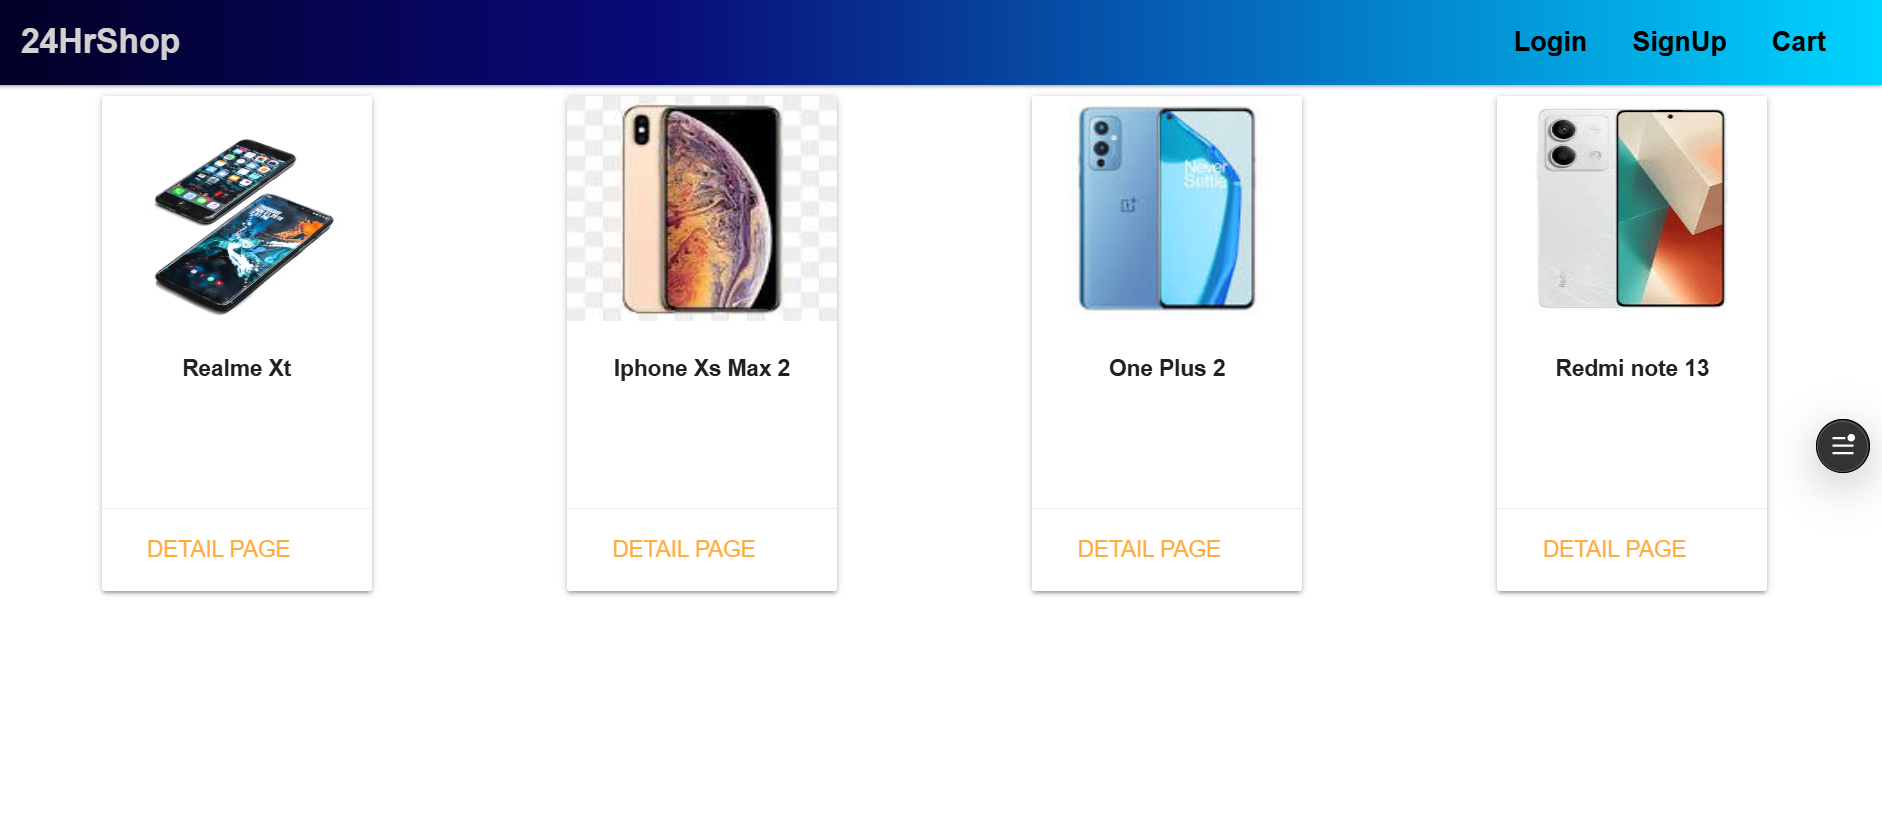 24HrShop
Login SignUp Cart
Never
Settle
Realme Xt
Iphone Xs Max 2
One Plus 2
Redmi note 13
DETAIL PAGE
DETAIL PAGE
DETAIL PAGE
DETAIL PAGE